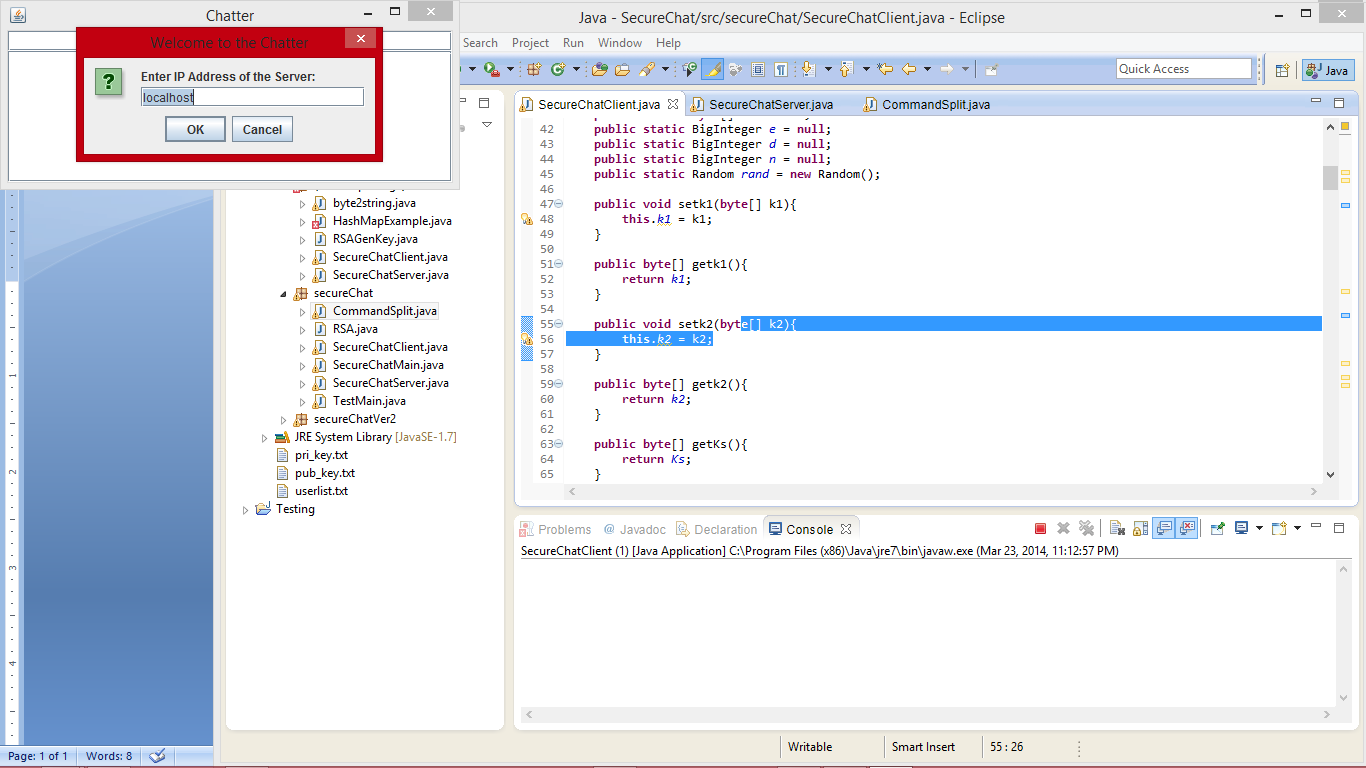 Chatter
Welcome to the Chatter
Enter IP Address of the Server:
localhost
OK
Cancel
Java - SecureChat/src/secureChat/SecureChatClient.java - Eclipse
Search Project Run Window Help
Quick Access
Java
byte2string.java
HashMapExample.java
RSAGenKey.java
SecureChatClient.java
SecureChatServer.java
secureChat
CommandSplit.java
RSA.java
SecureChatClient.java
SecureChatMain.java
SecureChatServer.java
TestMain.java
secureChatVer2
JRE System Library [JavaSE-1.7]
pri_key.txt
pub_key.txt
userlist.txt
Testing
SecureChatClient.java SecureChatServer.java CommandSplit.java
42 public static BigInteger e = null;
43 public static BigInteger d = null;
44 public static BigInteger n = null;
45 public static Random rand = new Random();
46
47 public void setk1(byte[] k1){
48 this.k1 = k1;
49 }
50
51 public byte[] getk1(){
52 return k1;
53 }
54
55 public void setk2(byte[] k2){
56 this.k2 = k2;
57 }
58
59 public byte[] getk2(){
60 return k2;
61 }
62
63 public byte[] getKs(){
64 return Ks;
65 }
Problems @ Javadoc Declaration Console
SecureChatClient (1) [Java Application] C:\Program Files (x86)\Java\jre7\bin\javaw.exe (Mar 23, 2014, 11:12:57 PM)
Writable Smart Insert 55 : 26
1
2
3
4
Page: 1 of 1 Words: 8